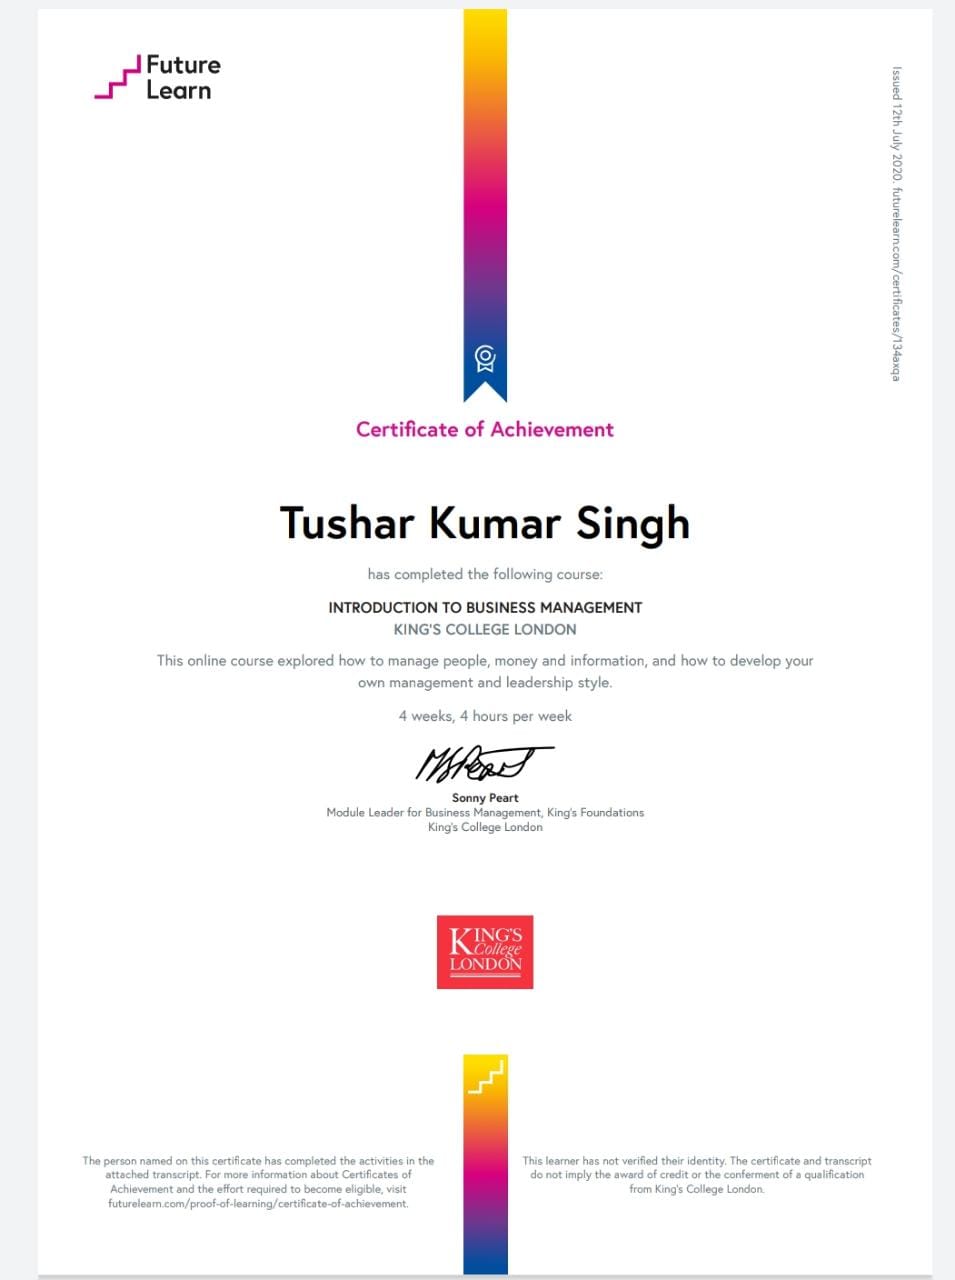 Future
Learn
Issued 12th July 2020. futurelearn.com/certificates/134axqa
Certificate of Achievement
Tushar Kumar Singh
has completed the following course:
INTRODUCTION TO BUSINESS MANAGEMENT
KING'S COLLEGE LONDON
This online course explored how to manage people, money and information, and how to develop your
own management and leadership style.
4 weeks, 4 hours per week
Sonny Peart
Module Leader for Business Management, King's Foundations
King's College London
KING'S
College
LONDON
The person named on this certificate has completed the activities in the
attached transcript. For more information about Certificates of
Achievement and the effort required to become eligible, visit
futurelearn.com/proof-of-learning/certificate-of-achievement.
This learner has not verified their identity. The certificate and transcript
do not imply the award of credit or the conferment of a qualification
from King's College London.